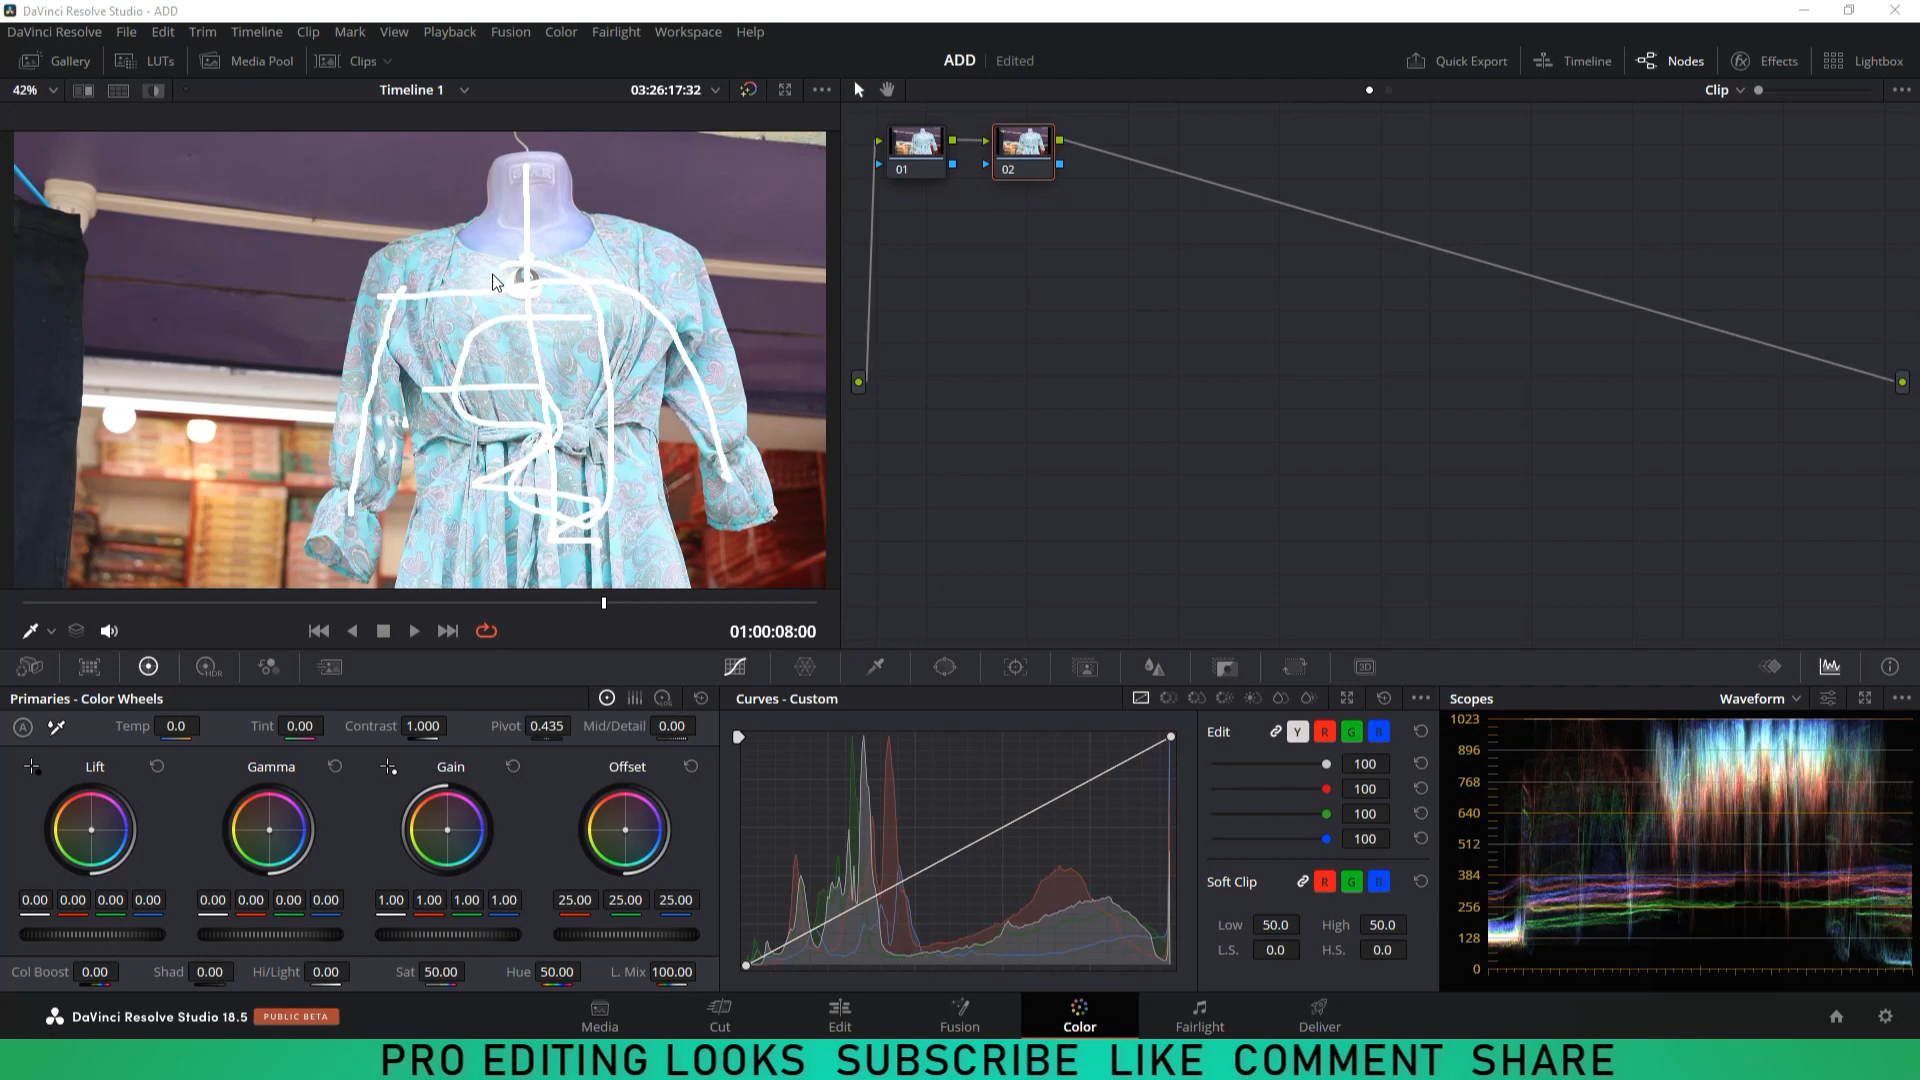 DaVinci Resolve Studio - ADD
DaVinci Resolve File Edit Trim Timeline Clip Mark View Playback Fusion Color Fairlight Workspace Help
Gallery LUTs Media Pool Clips ADD Edited Quick Export Timeline Nodes Effects Lightbox
42% Timeline 1 03:26:17:32 Clip
01 02
01:00:08:00
Primaries - Color Wheels Curves - Custom Scopes Waveform
Temp 0.0 Tint 0.00 Contrast 1.000 Pivot 0.435 Mid/Detail 0.00
Edit Y R G B
Lift Gamma Gain Offset
100
100
100
100
Soft Clip R G B
0.00 0.00 0.00 0.00 0.00 0.00 0.00 0.00 1.00 1.00 1.00 1.00 25.00 25.00 25.00
Low 50.0 High 50.0
L.S. 0.0 H.S. 0.0
Col Boost 0.00 Shad 0.00 Hi/Light 0.00 Sat 50.00 Hue 50.00 L. Mix 100.00
1023
896
768
640
512
384
256
128
0
DaVinci Resolve Studio 18.5 PUBLIC BETA
Media Cut Edit Fusion Color Fairlight Deliver
PRO EDITING LOOKS SUBSCRIBE LIKE COMMENT SHARE